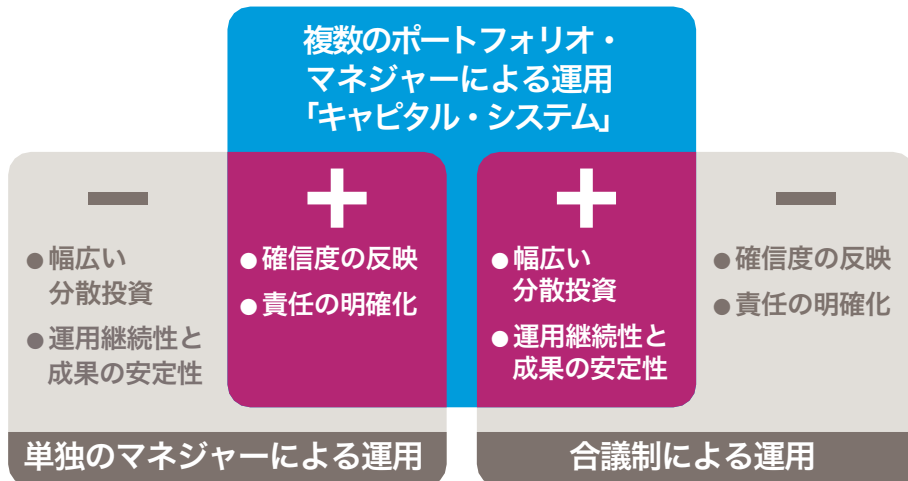 複数のポートフォリオ・
マネジャーによる運用
「キャピタル・システム」
－
●幅広い
分散投資
●運用継続性と
成果の安定性
＋
●確信度の反映
●責任の明確化
＋
●幅広い
分散投資
●運用継続性と
成果の安定性
－
●確信度の反映
●責任の明確化
単独のマネジャーによる運用
合議制による運用